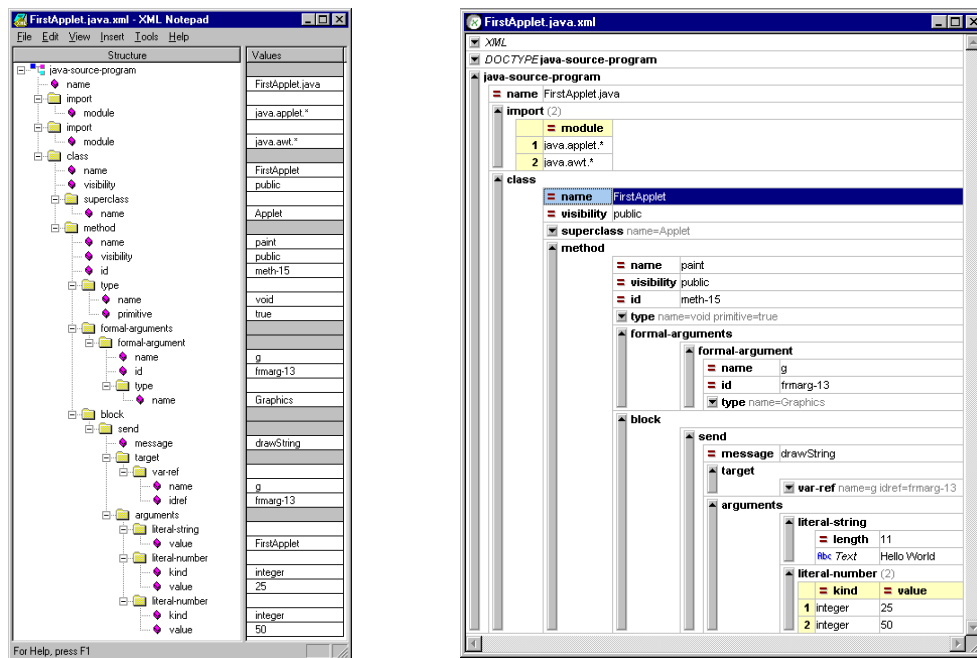 FirstApplet.java.xml - XML Notepad
File Edit View Insert Tools Help
Structure Values
java-source-program
name FirstApplet.java
import
module java.applet.*
import
module java.awt.*
class
name FirstApplet
visibility public
superclass
name Applet
method
name paint
visibility public
id meth-15
type
name void
primitive true
formal-arguments
formal-argument
name g
id frmarg-13
type
name Graphics
block
send
message drawString
target
var-ref
name g
idref frmarg-13
arguments
literal-string
value FirstApplet
literal-number
kind integer
value 25
literal-number
kind integer
value 50
For Help, press F1
FirstApplet.java.xml
XML
DOCTYPE java-source-program
java-source-program
= name FirstApplet.java
import (2)
= module
1 java.applet.*
2 java.awt.*
class
= name FirstApplet
= visibility public
superclass name=Applet
method
= name paint
= visibility public
= id meth-15
type name=void primitive=true
formal-arguments
formal-argument
= name g
= id frmarg-13
type name=Graphics
block
send
= message drawString
target
var-ref name=g idref=frmarg-13
arguments
literal-string
= length 11
Abc Text Hello World
literal-number (2)
= kind = value
1 integer 25
2 integer 50